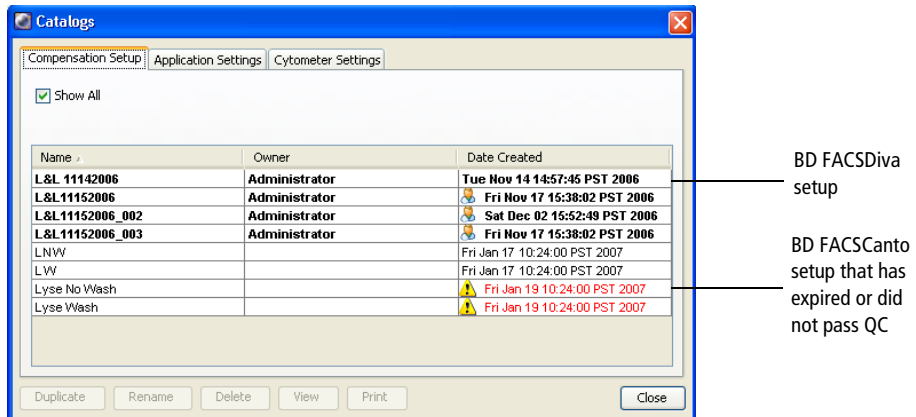 Catalogs
Compensation Setup Application Settings Cytometer Settings
Show All
Name Owner Date Created
L&L 11142006 Administrator Tue Nov 14 14:57:45 PST 2006
L&L11152006 Administrator Fri Nov 17 15:38:02 PST 2006
L&L11152006_002 Administrator Sat Dec 02 15:52:49 PST 2006
L&L11152006_003 Administrator Fri Nov 17 15:38:02 PST 2006
LNW Fri Jan 17 10:24:00 PST 2007
LW Fri Jan 17 10:24:00 PST 2007
Lyse No Wash Fri Jan 19 10:24:00 PST 2007
Lyse Wash Fri Jan 19 10:24:00 PST 2007
Duplicate Rename Delete View Print Close
BD FACSDiva
setup
BD FACSCanto
setup that has
expired or did
not pass QC